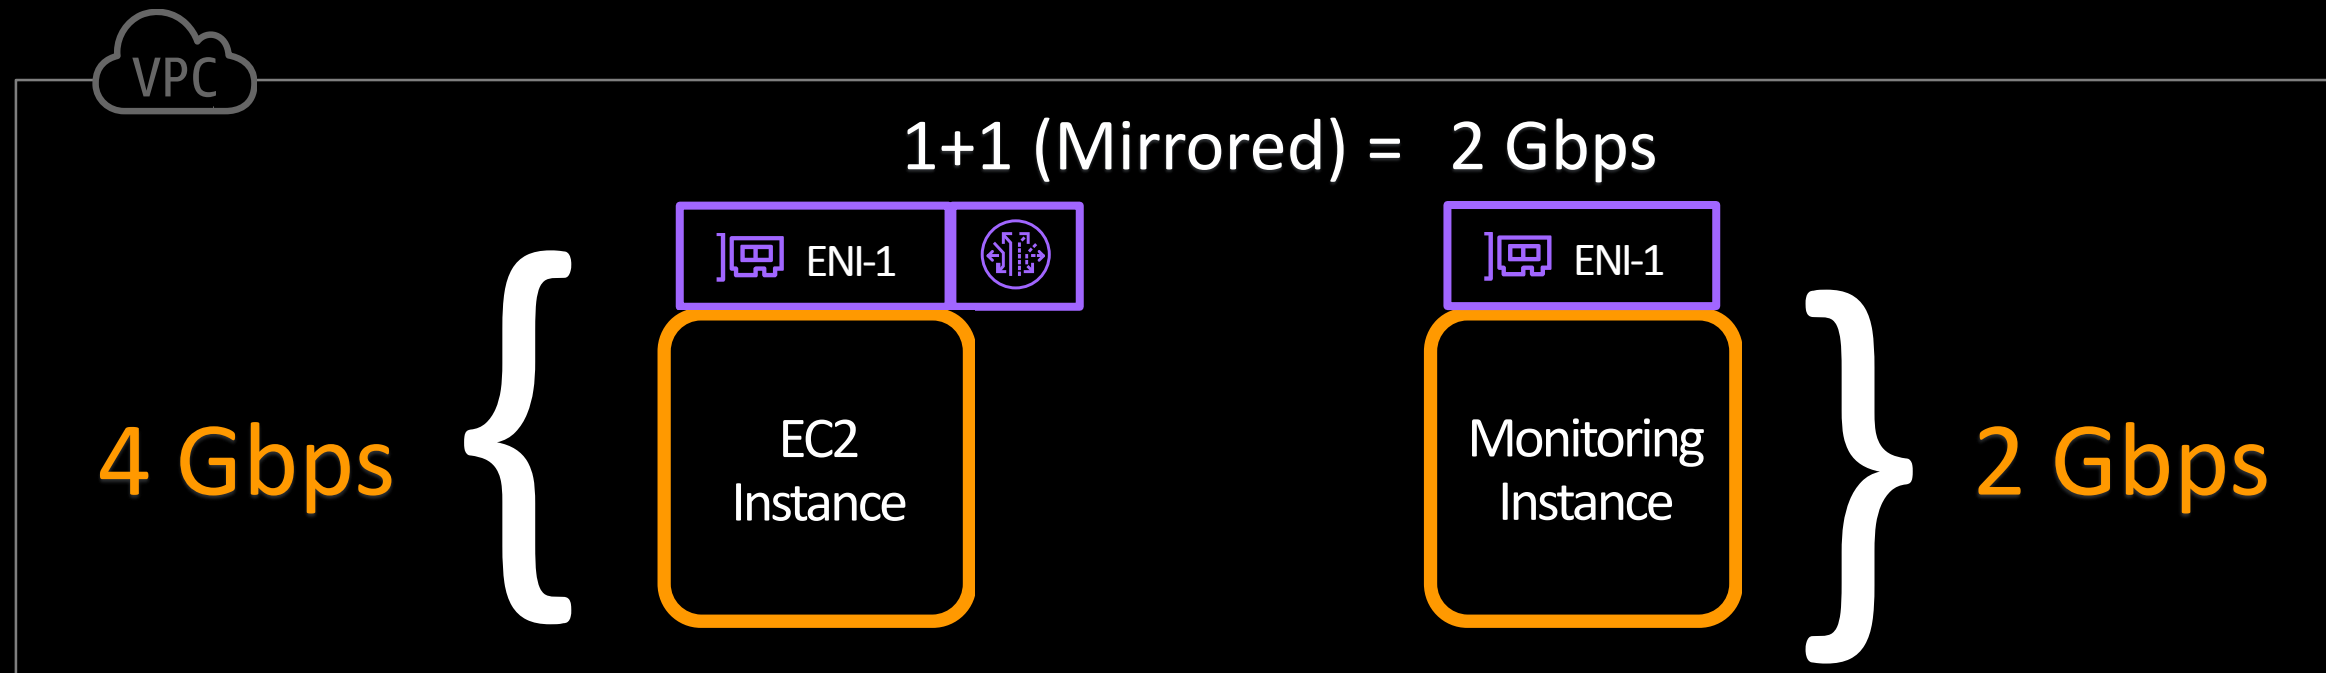 VPC
1+1 (Mirrored) = 2 Gbps
ENI-1
ENI-1
4 Gbps
EC2
Instance
Monitoring
Instance
2 Gbps